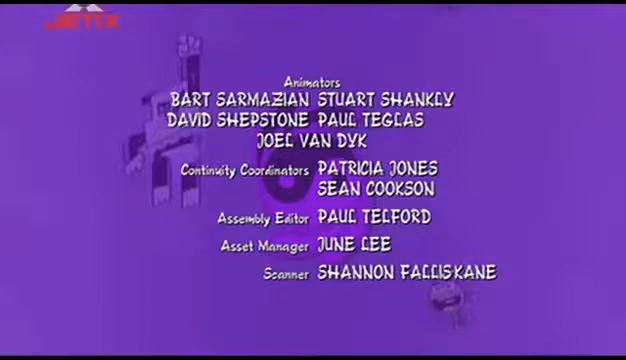 JETIX
Animators
BART SARMAZIAN STUART SHANKLY
DAVID SHEPSTONE PAUL TEGLAS
JOEL VAN DYK
Continuity Coordinators PATRICIA JONES
SEAN COOKSON
Assembly Editor PAUL TELFORD
Asset Manager JUNE LEE
Scanner SHANNON FALLISKANE